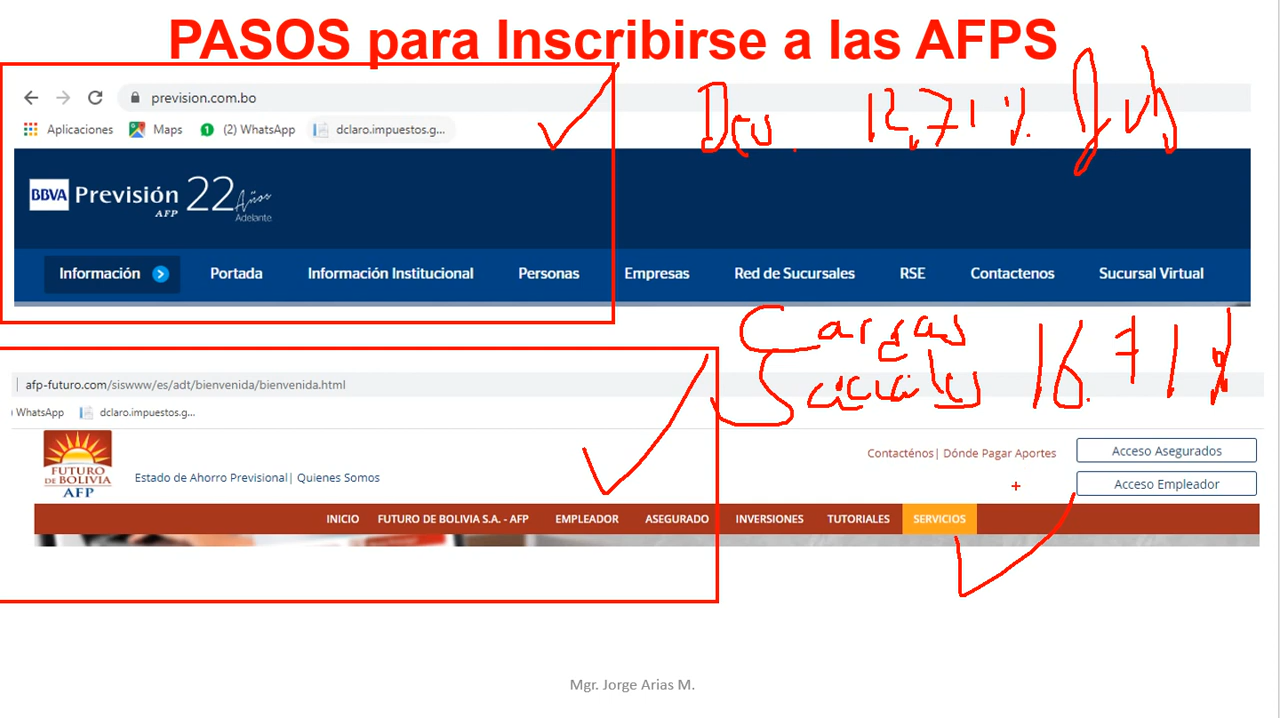 PASOS para Inscribirse a las AFPS
prevision.com.bo
Aplicaciones Maps (2) WhatsApp dclaro.impuestos.g...
12,71 %
BBVA Previsión AFP 22 Años Adelante
Información Portada Información Institucional Personas Empresas Red de Sucursales RSE Contactenos Sucursal Virtual
Cargas
Sociales 16.71 %
afp-futuro.com/siswww/es/adt/bienvenida/bienvenida.html
WhatsApp dclaro.impuestos.g...
FUTURO
DE BOLIVIA
AFP
Estado de Ahorro Previsional| Quienes Somos
Contacténos| Dónde Pagar Aportes
Acceso Asegurados
Acceso Empleador
INICIO FUTURO DE BOLIVIA S.A. - AFP EMPLEADOR ASEGURADO INVERSIONES TUTORIALES SERVICIOS
Mgr. Jorge Arias M.